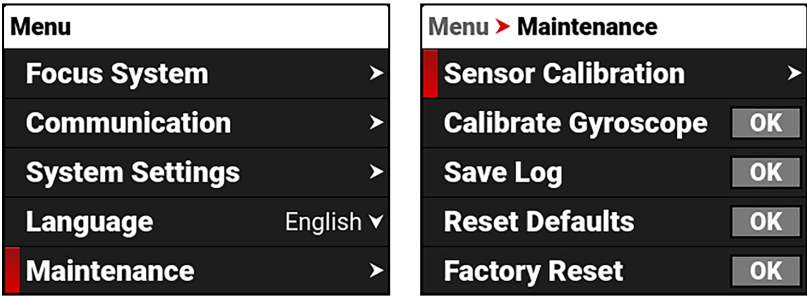 Menu
Focus System
Communication
System Settings
Language English
Maintenance
Menu Maintenance
Sensor Calibration
Calibrate Gyroscope OK
Save Log OK
Reset Defaults OK
Factory Reset OK